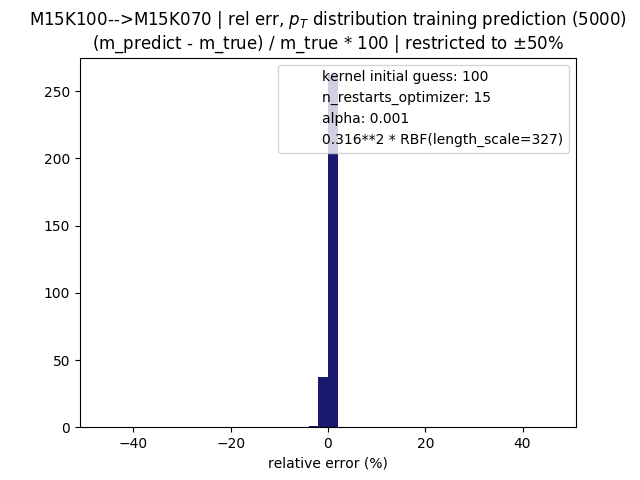 M15K100-->M15K070 | rel err, p_T distribution training prediction (5000)
(m_predict - m_true) / m_true * 100 | restricted to ±50%
kernel initial guess: 100
n_restarts_optimizer: 15
alpha: 0.001
0.316**2 * RBF(length_scale=327)
250
200
150
100
50
0
−40 −20 0 20 40
relative error (%)